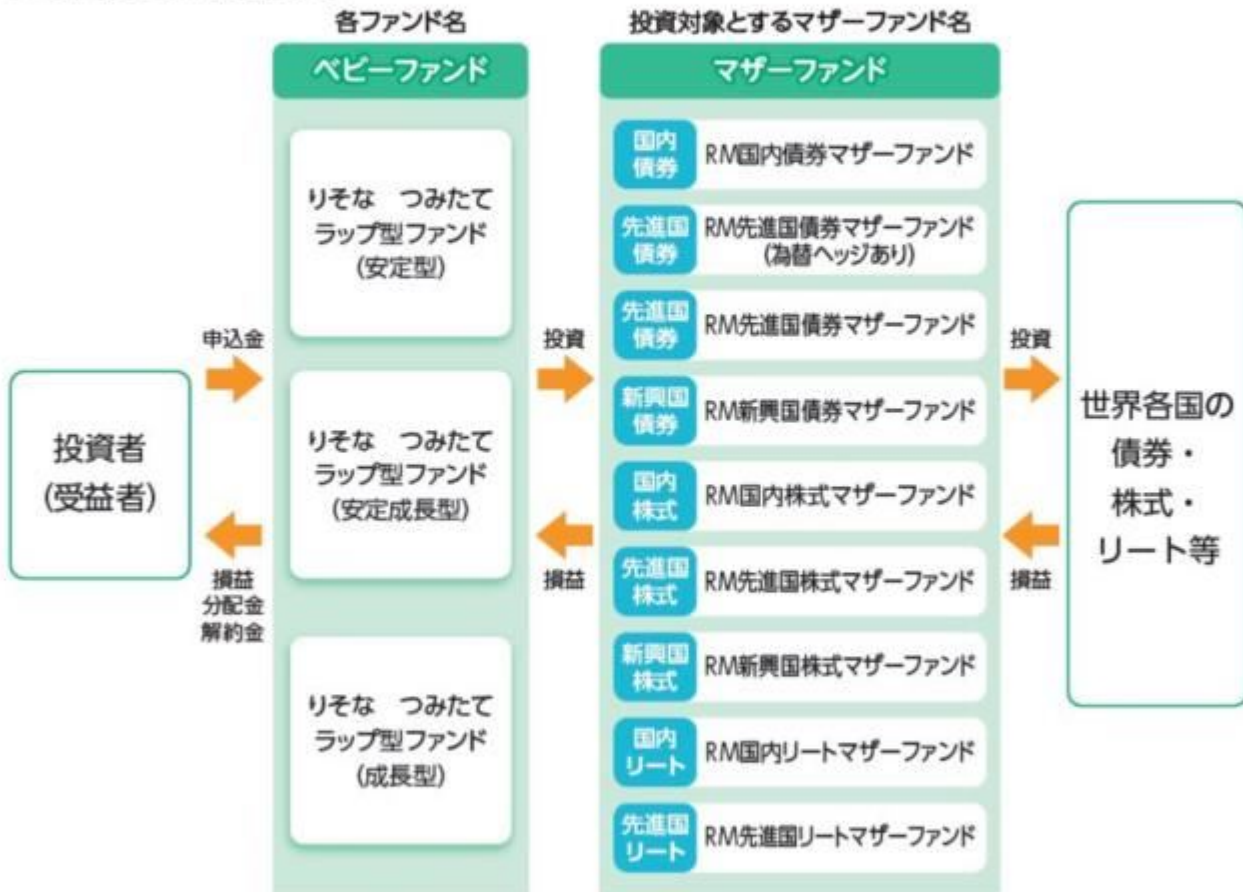 各ファンド名
ベビーファンド
りそな　つみたて
ラップ型ファンド
(安定型)
りそな　つみたて
ラップ型ファンド
(安定成長型)
りそな　つみたて
ラップ型ファンド
(成長型)
投資対象とするマザーファンド名
マザーファンド
国内
債券
RM国内債券マザーファンド
先進国
債券
RM先進国債券マザーファンド
(為替ヘッジあり)
先進国
債券
RM先進国債券マザーファンド
新興国
債券
RM新興国債券マザーファンド
国内
株式
RM国内株式マザーファンド
先進国
株式
RM先進国株式マザーファンド
新興国
株式
RM新興国株式マザーファンド
国内
リート
RM国内リートマザーファンド
先進国
リート
RM先進国リートマザーファンド
投資者
(受益者)
申込金
損益
分配金
解約金
投資
損益
投資
損益
世界各国の
債券・
株式・
リート等